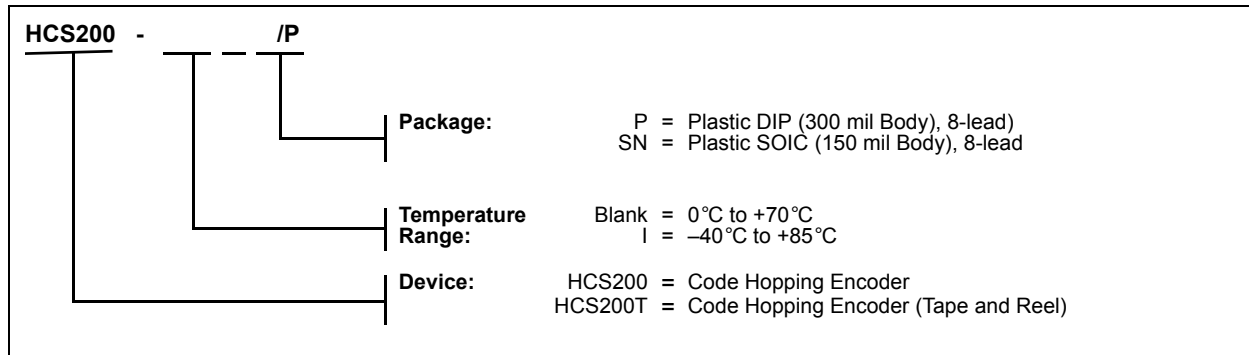 HCS200 - /P
Package: P = Plastic DIP (300 mil Body), 8-lead)
SN = Plastic SOIC (150 mil Body), 8-lead
Temperature Blank = 0°C to +70°C
Range: I = –40°C to +85°C
Device: HCS200 = Code Hopping Encoder
HCS200T = Code Hopping Encoder (Tape and Reel)